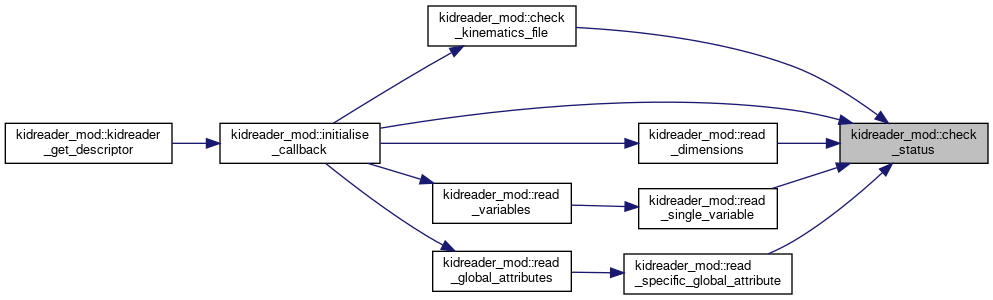 kidreader_mod::check
_kinematics_file
kidreader_mod::kidreader
_get_descriptor
kidreader_mod::initialise
_callback
kidreader_mod::read
_dimensions
kidreader_mod::check
_status
kidreader_mod::read
_variables
kidreader_mod::read
_single_variable
kidreader_mod::read
_global_attributes
kidreader_mod::read
_specific_global_attribute